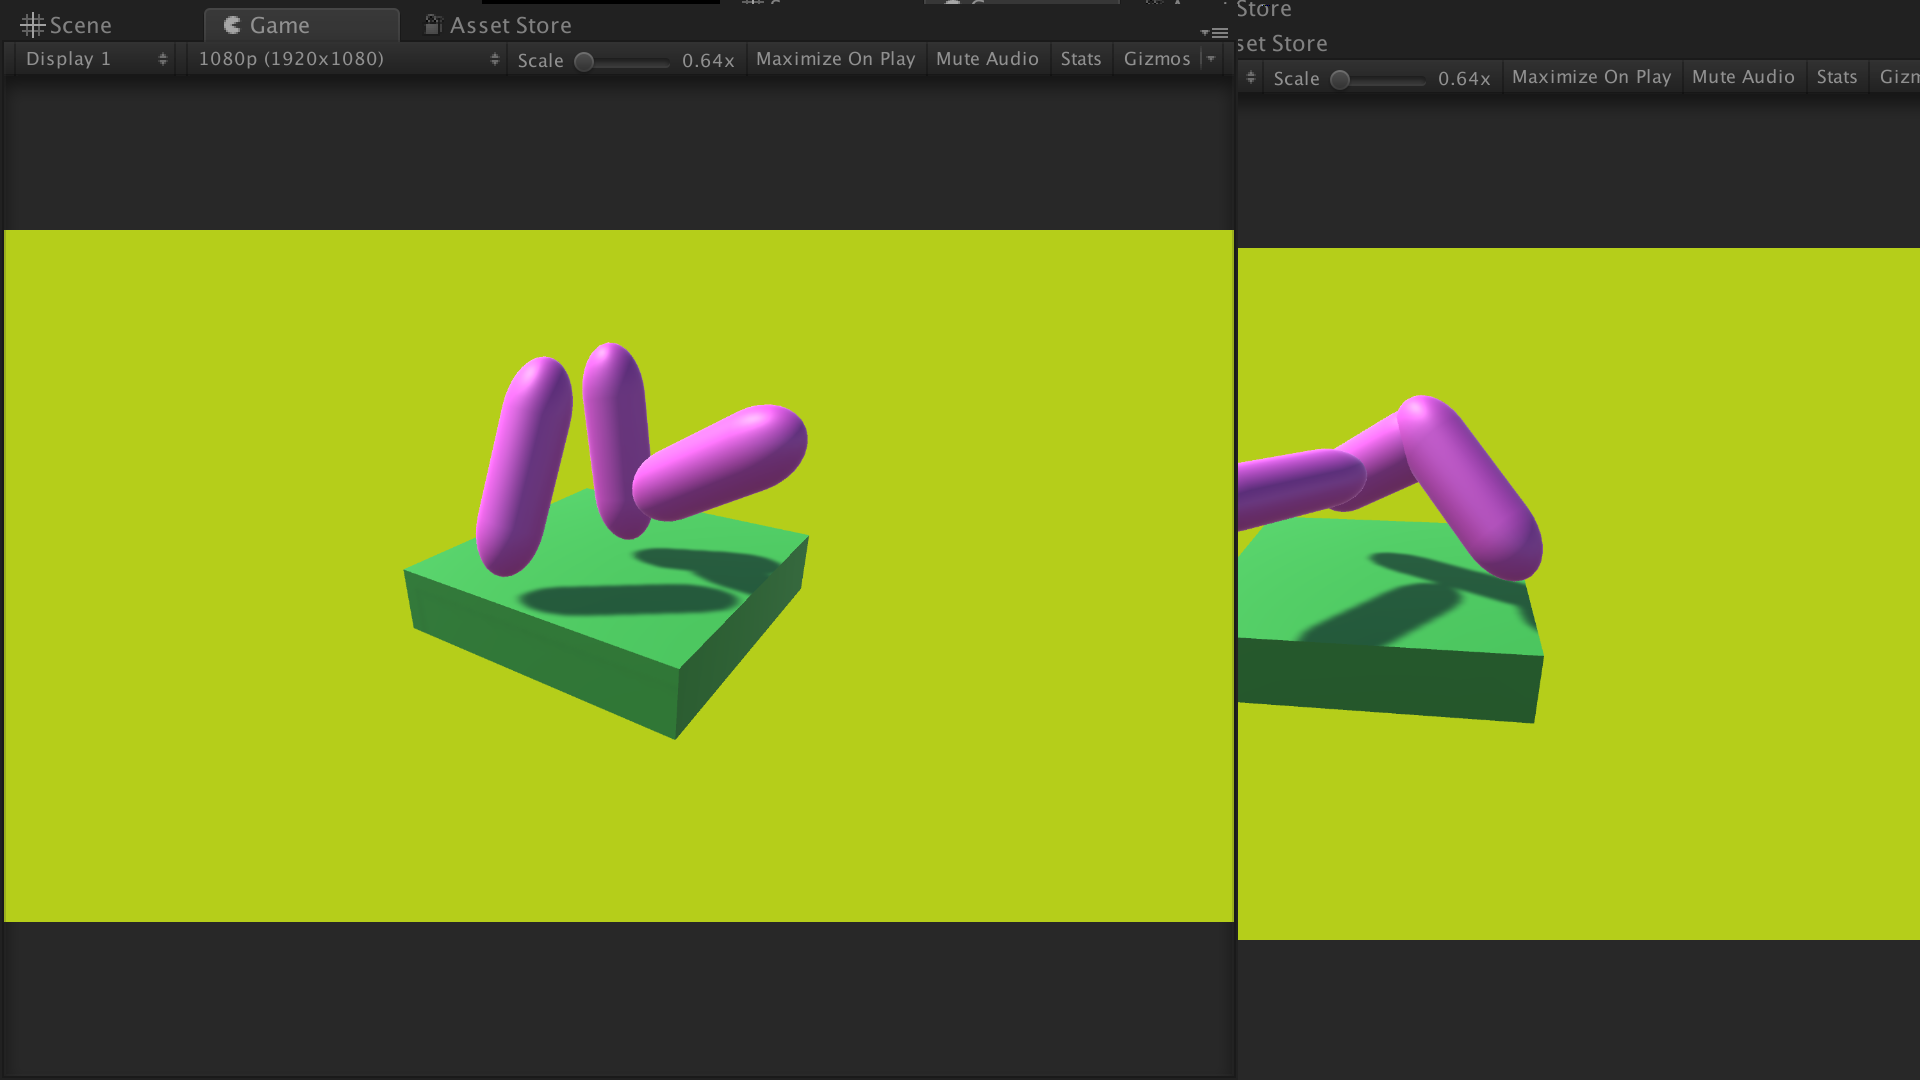 Scene Game Asset Store
Display 1 1080p (1920x1080) Scale 0.64x Maximize On Play Mute Audio Stats Gizmos
Store
set Store
Scale 0.64x Maximize On Play Mute Audio Stats Gizm